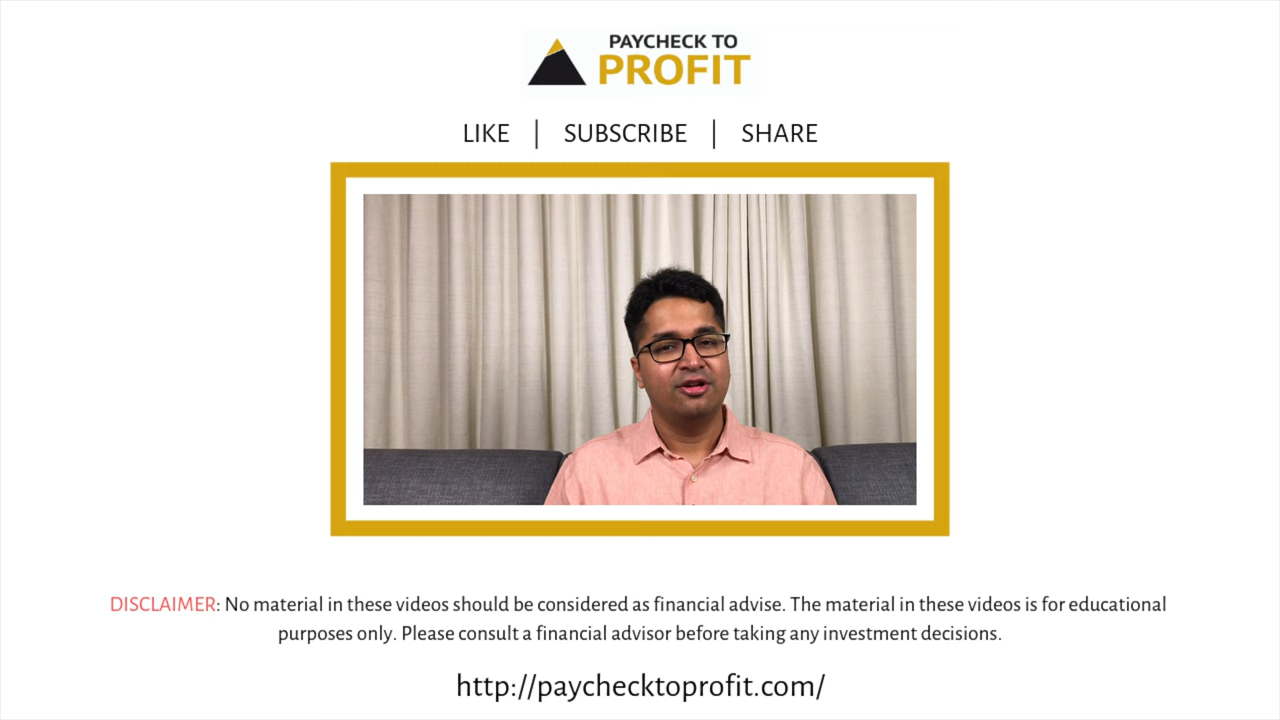 PAYCHECK TO
PROFIT
LIKE | SUBSCRIBE | SHARE
DISCLAIMER: No material in these videos should be considered as financial advise. The material in these videos is for educational
purposes only. Please consult a financial advisor before taking any investment decisions.
http://paychecktoprofit.com/